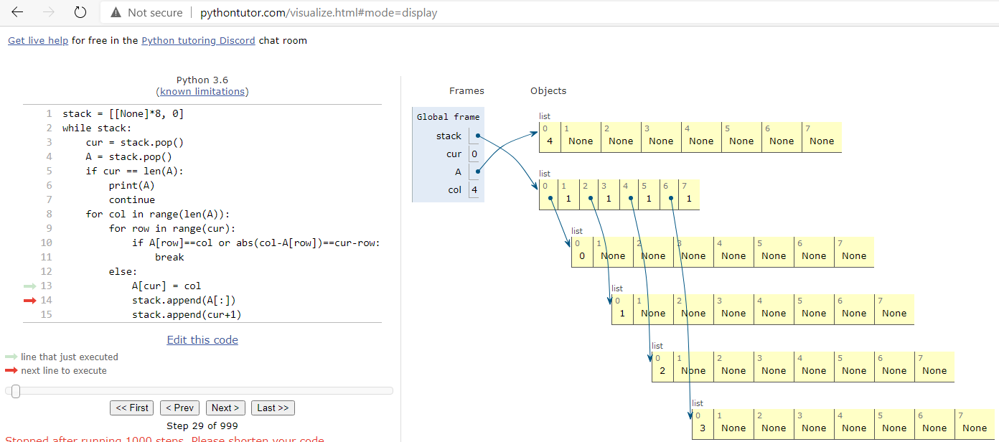 Not secure | pythontutor.com/visualize.html#mode=display
Get live help for free in the Python tutoring Discord chat room
Python 3.6
(known limitations)
1 stack = [[None]*8, 0]
2 while stack:
3     cur = stack.pop()
4     A = stack.pop()
5     if cur == len(A):
6         print(A)
7         continue
8     for col in range(len(A)):
9         for row in range(cur):
10             if A[row]==col or abs(col-A[row])==cur-row:
11                 break
12         else:
13             A[cur] = col
14             stack.append(A[:])
15             stack.append(cur+1)
Edit this code
line that just executed
next line to execute
<< First < Prev Next > Last >>
Step 29 of 999
Stopped after running 1000 steps. Please shorten your code
Frames Objects
Global frame
stack
cur 0
A
col 4
list
0 1 2 3 4 5 6 7
4 None None None None None None None
list
0 1 2 3 4 5 6 7
1 1 1 1
list
0 1 2 3 4 5 6 7
0 None None None None None None None
list
0 1 2 3 4 5 6 7
1 None None None None None None None
list
0 1 2 3 4 5 6 7
2 None None None None None None None
list
0 1 2 3 4 5 6 7
3 None None None None None None None